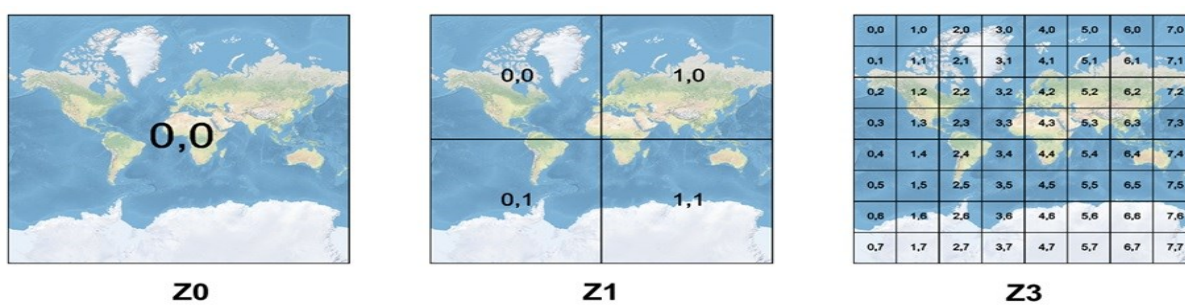 0,0
0,0 1,0
0,1 1,1
0,0 1,0 2,0 3,0 4,0 5,0 6,0 7,0
0,1 1,1 2,1 3,1 4,1 5,1 6,1 7,1
0,2 1,2 2,2 3,2 4,2 5,2 6,2 7,2
0,3 1,3 2,3 3,3 4,3 5,3 6,3 7,3
0,4 1,4 2,4 3,4 4,4 5,4 6,4 7,4
0,5 1,5 2,5 3,5 4,5 5,5 6,5 7,5
0,6 1,6 2,6 3,6 4,6 5,6 6,6 7,6
0,7 1,7 2,7 3,7 4,7 5,7 6,7 7,7
Z0 Z1 Z3